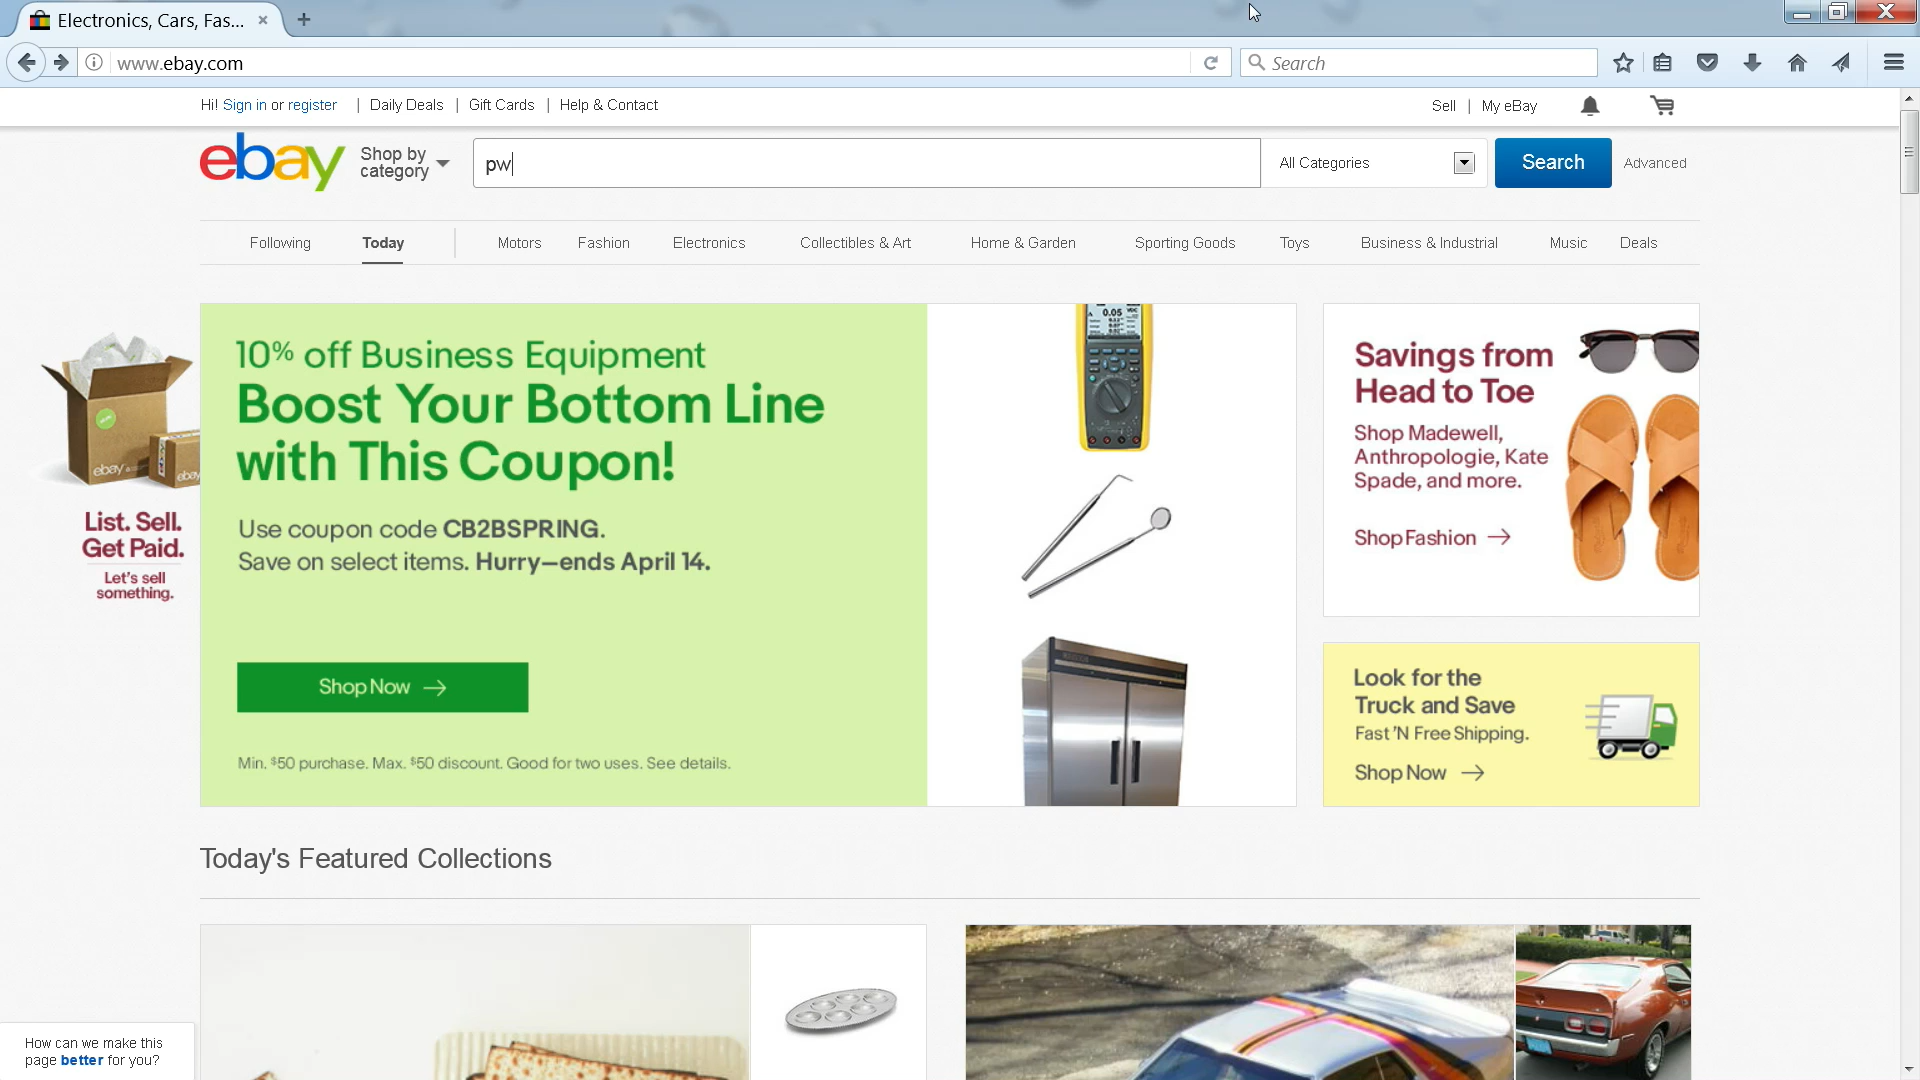 Electronics, Cars, Fas...
www.ebay.com
Search
Hi! Sign in or register | Daily Deals | Gift Cards | Help & Contact
Sell | My eBay
ebay
Shop by
category
pw
All Categories
Search
Advanced
Following
Today
Motors
Fashion
Electronics
Collectibles & Art
Home & Garden
Sporting Goods
Toys
Business & Industrial
Music
Deals
ebay
ebay
List. Sell.
Get Paid.
Let's sell
something.
10% off Business Equipment
Boost Your Bottom Line
with This Coupon!
Use coupon code CB2BSPRING.
Save on select items. Hurry—ends April 14.
Shop Now
Min. $50 purchase. Max. $50 discount. Good for two uses. See details.
0.05
Savings from
Head to Toe
Shop Madewell,
Anthropologie, Kate
Spade, and more.
Shop Fashion
Look for the
Truck and Save
Fast 'N Free Shipping.
Shop Now
Today's Featured Collections
How can we make this
page better for you?